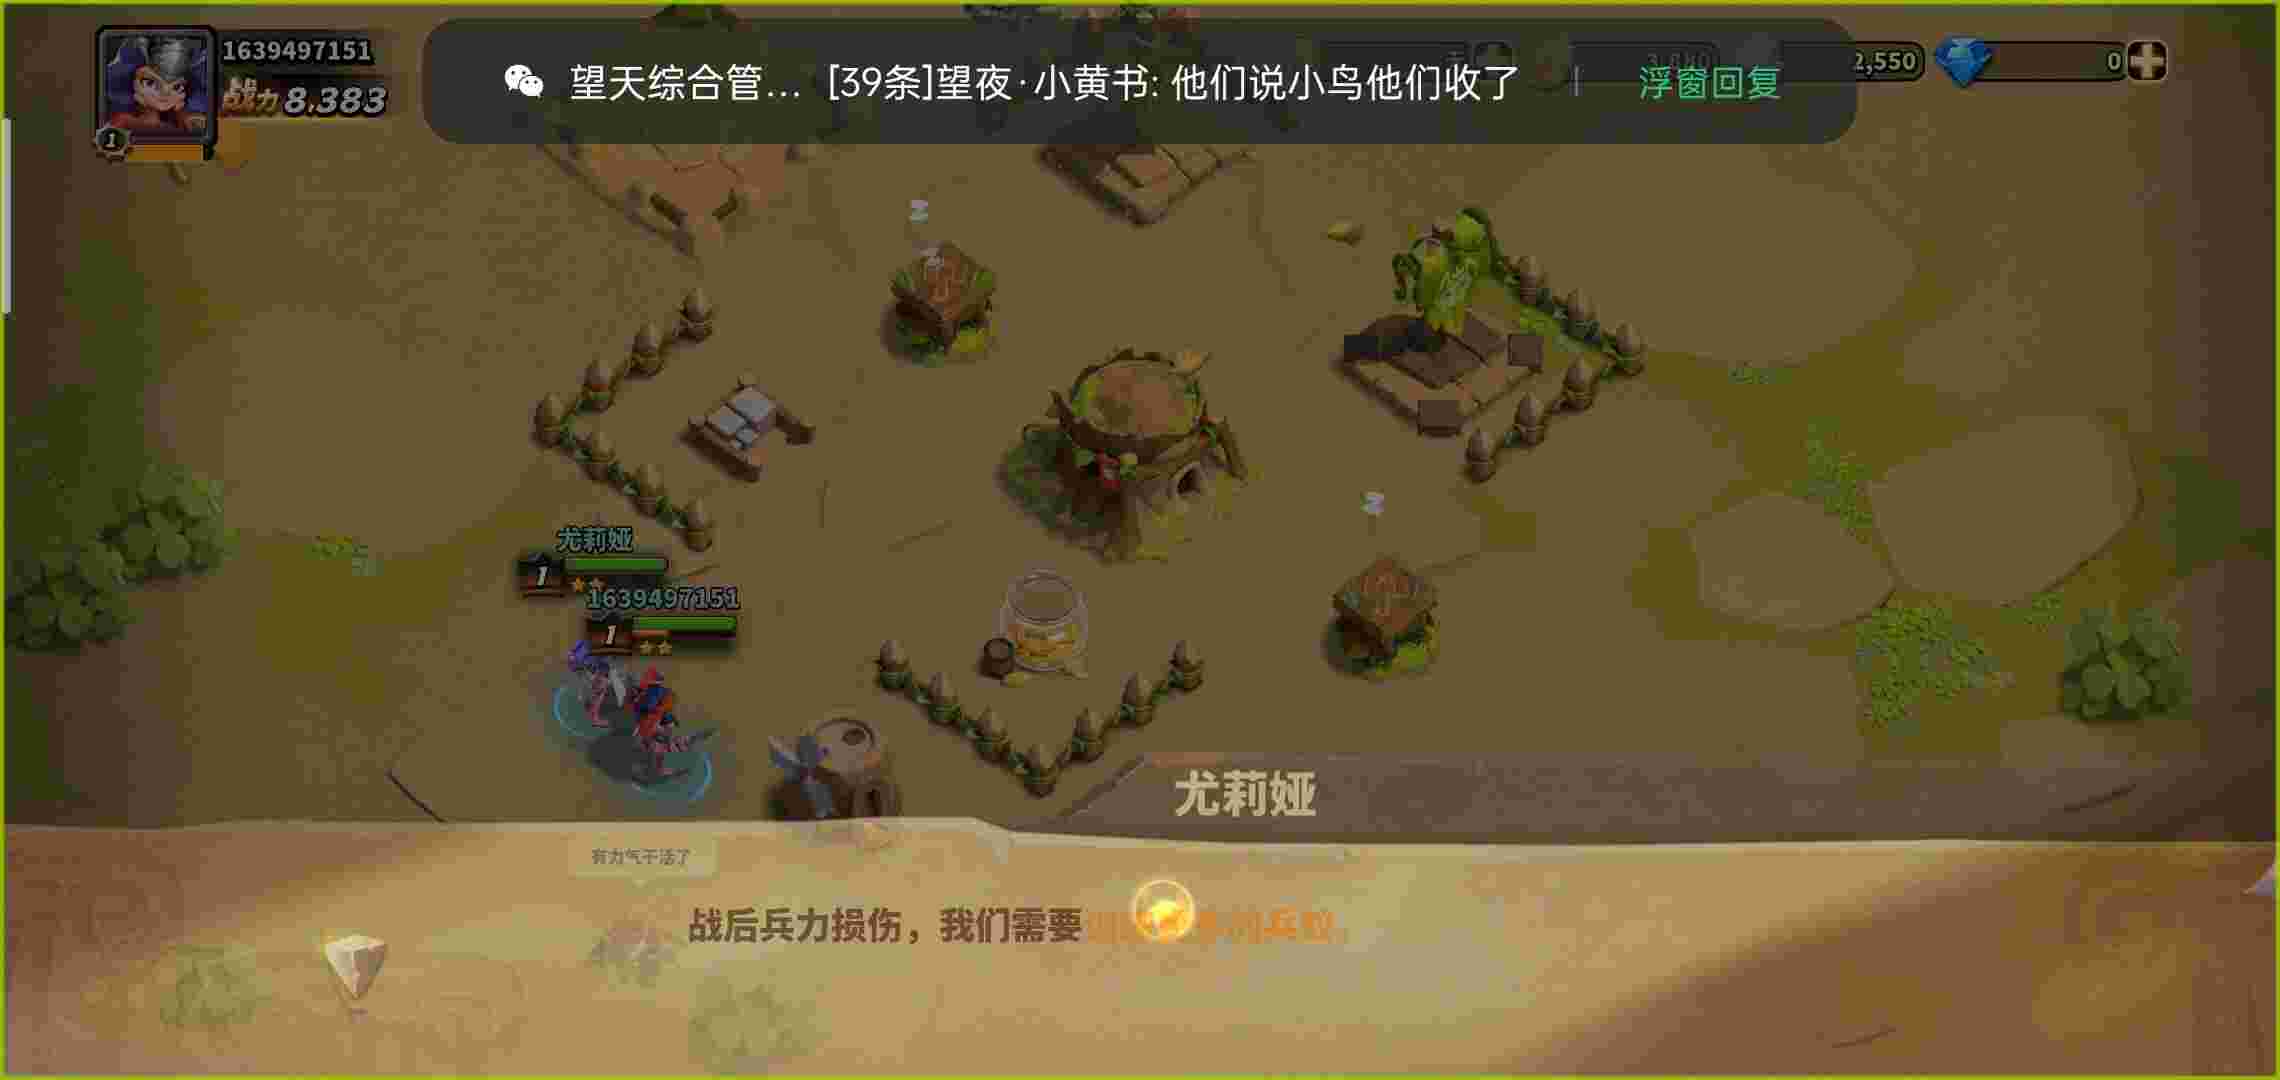 1639497151
战力 8,383
1
望天综合管… [39条]望夜·小黄书: 他们说小鸟他们收了 | 浮窗回复
2,550
0
尤莉娅
1
1639497151
1
尤莉娅
有力气干活了
战后兵力损伤，我们需要